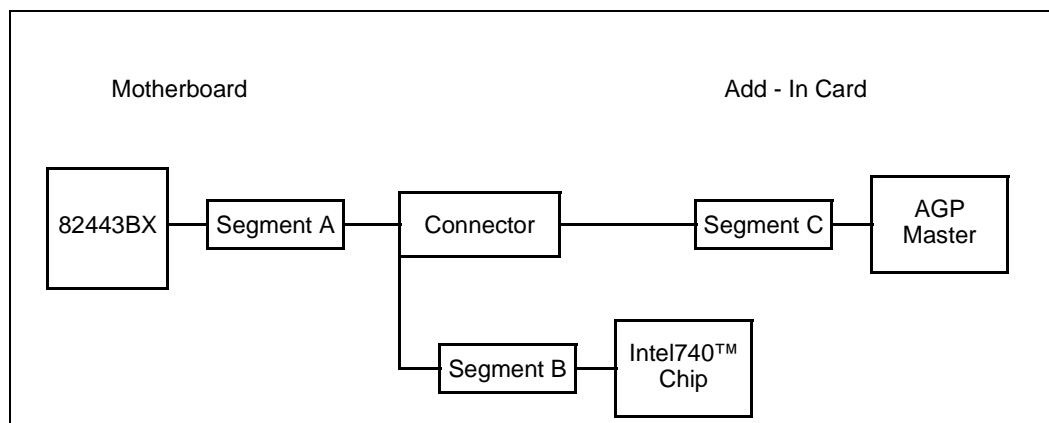 Motherboard
Add - In Card
82443BX
Segment A
Connector
Segment C
AGP
Master
Segment B
Intel740™
Chip